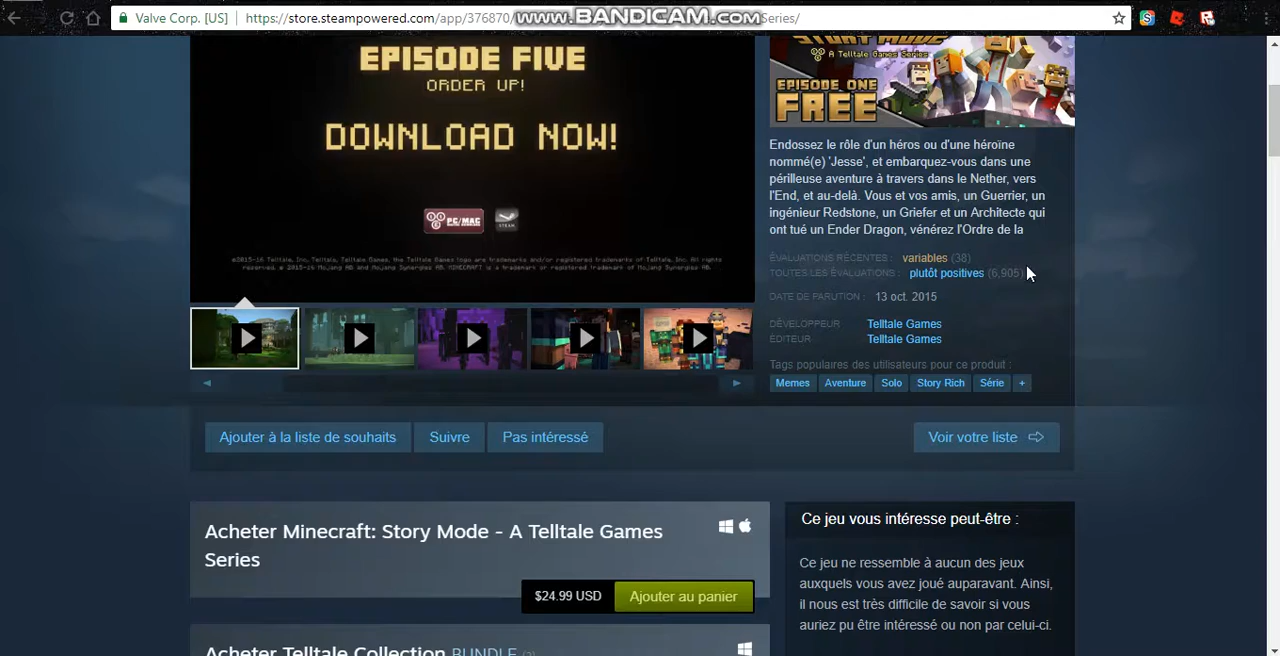 Valve Corp. [US] https://store.steampowered.com/app/376870/ Series/
www.BANDICAM.com
EPISODE FIVE
ORDER UP!
DOWNLOAD NOW!
PC/MAC
STEAM
STORY MODE
A Telltale Games Series
EPISODE ONE
FREE
Endossez le rôle d'un héros ou d'une héroïne
nommé(e) 'Jesse', et embarquez-vous dans une
périlleuse aventure à travers dans le Nether, vers
l'End, et au-delà. Vous et vos amis, un Guerrier, un
ingénieur Redstone, un Griefer et un Architecte qui
ont tué un Ender Dragon, vénérez l'Ordre de la
ÉVALUATIONS RÉCENTES : variables (38)
TOUTES LES ÉVALUATIONS : plutôt positives (6,905)
DATE DE PARUTION : 13 oct. 2015
DÉVELOPPEUR Telltale Games
ÉDITEUR : Telltale Games
Tags populaires des utilisateurs pour ce produit :
Memes Aventure Solo Story Rich Série +
Ajouter à la liste de souhaits Suivre Pas intéressé Voir votre liste
Acheter Minecraft: Story Mode - A Telltale Games
Series
$24.99 USD Ajouter au panier
Acheter Telltale Collection BUNDLE (?)
Ce jeu vous intéresse peut-être :
Ce jeu ne ressemble à aucun des jeux
auxquels vous avez joué auparavant. Ainsi,
il nous est très difficile de savoir si vous
auriez pu être intéressé ou non par celui-ci.